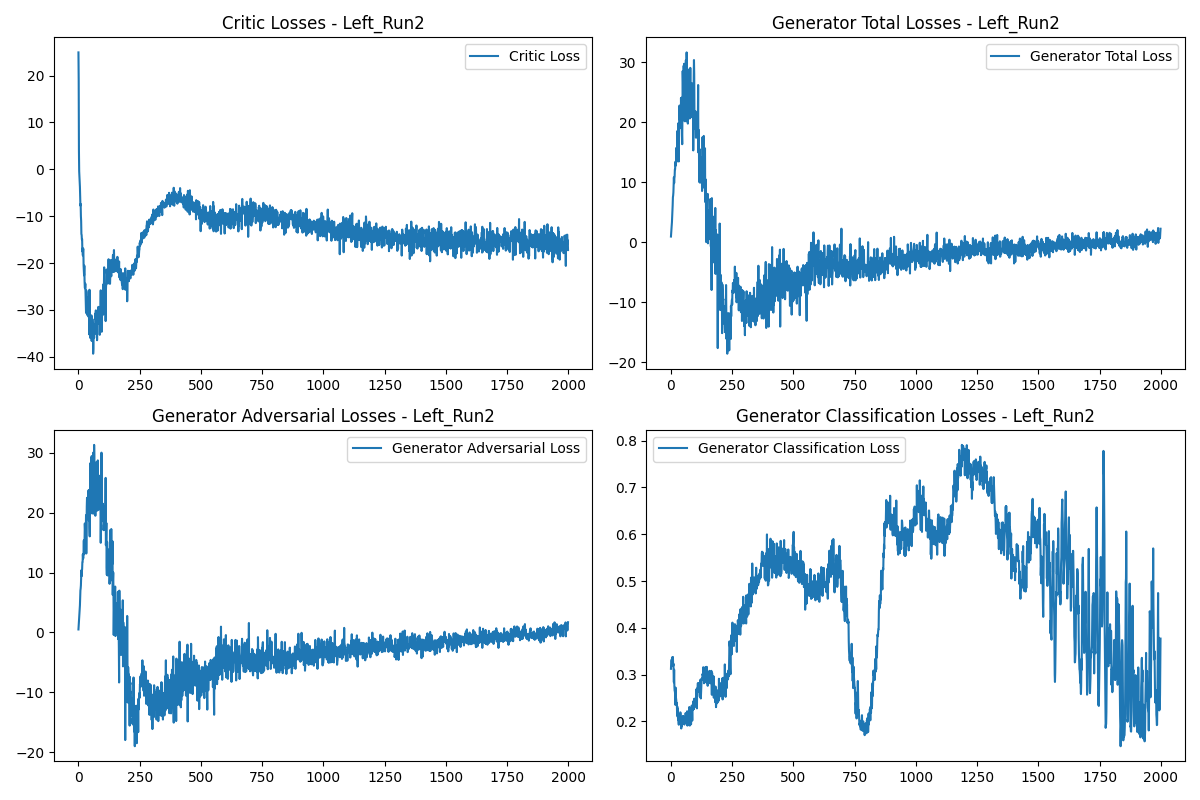 Critic Losses - Left_Run2
Critic Loss
20
10
0
−10
−20
−30
−40
0 250 500 750 1000 1250 1500 1750 2000
Generator Total Losses - Left_Run2
Generator Total Loss
30
20
10
0
−10
−20
0 250 500 750 1000 1250 1500 1750 2000
Generator Adversarial Losses - Left_Run2
Generator Adversarial Loss
30
20
10
0
−10
−20
0 250 500 750 1000 1250 1500 1750 2000
Generator Classification Losses - Left_Run2
Generator Classification Loss
0.8
0.7
0.6
0.5
0.4
0.3
0.2
0 250 500 750 1000 1250 1500 1750 2000